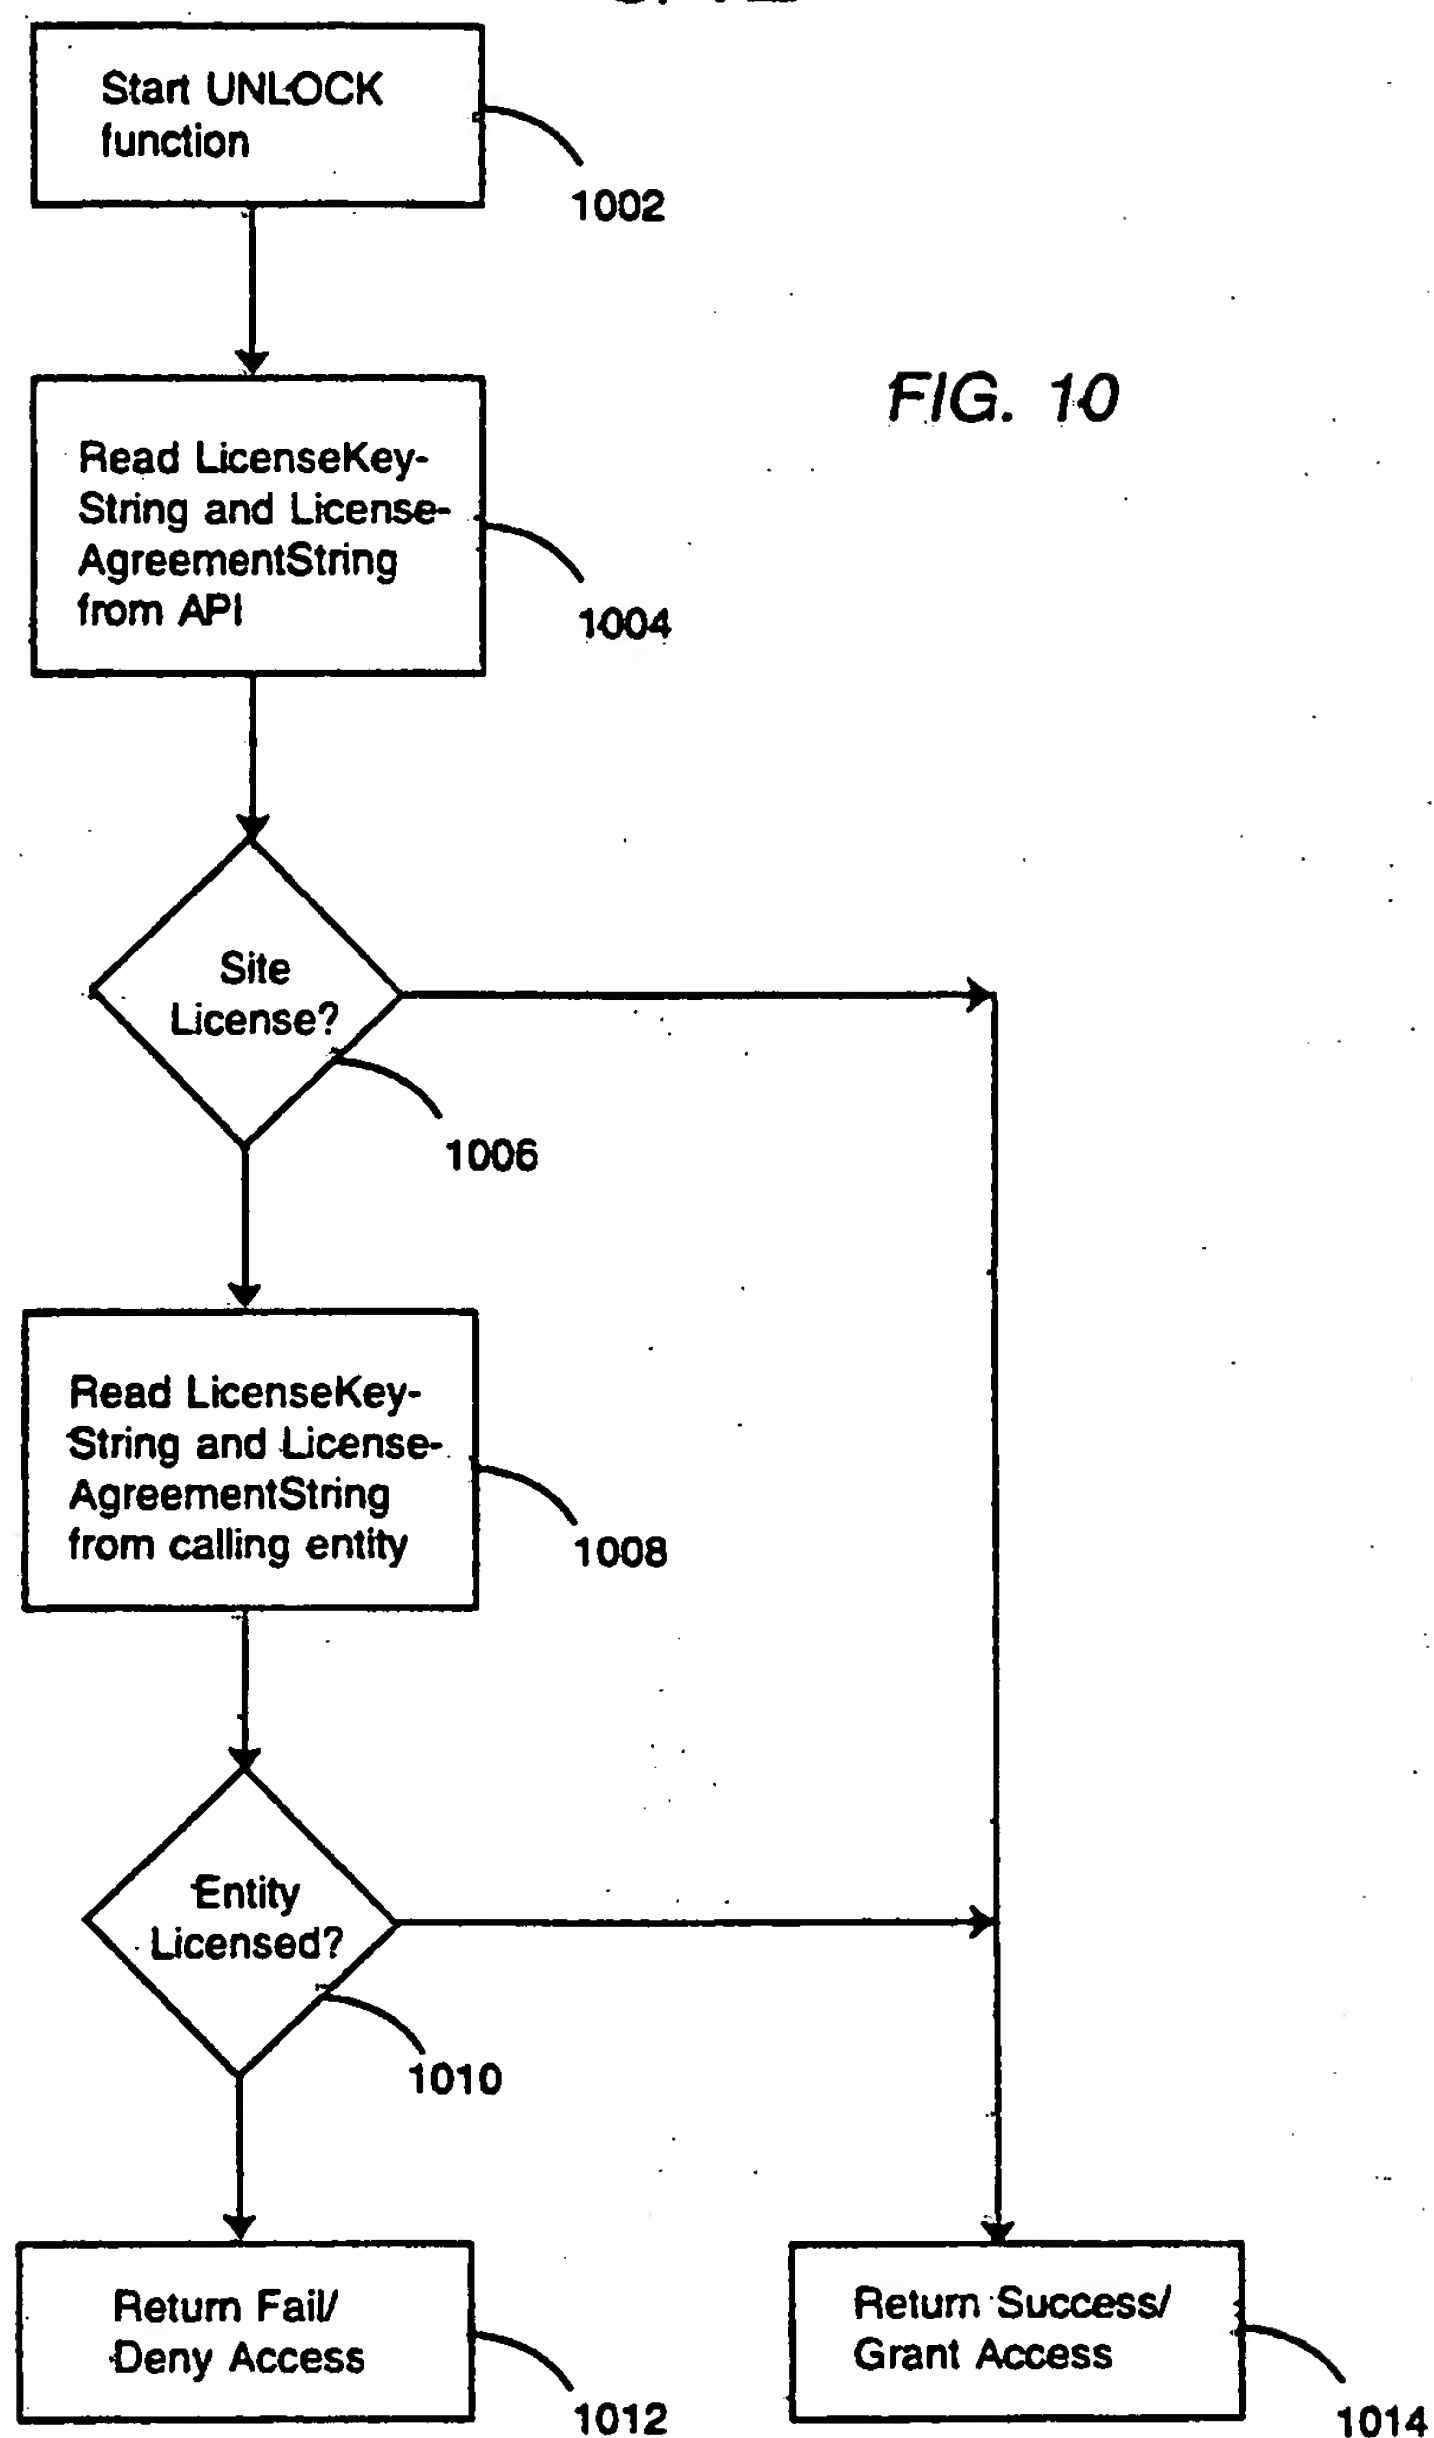 Start UNLOCK
function
1002
FIG. 10
Read LicenseKey-
String and License-
AgreementString
from API
1004
Site
License?
1006
Read LicenseKey-
String and License-
AgreementString
from calling entity
1008
Entity
Licensed?
1010
Return Fail/
Deny Access
1012
Return Success/
Grant Access
1014